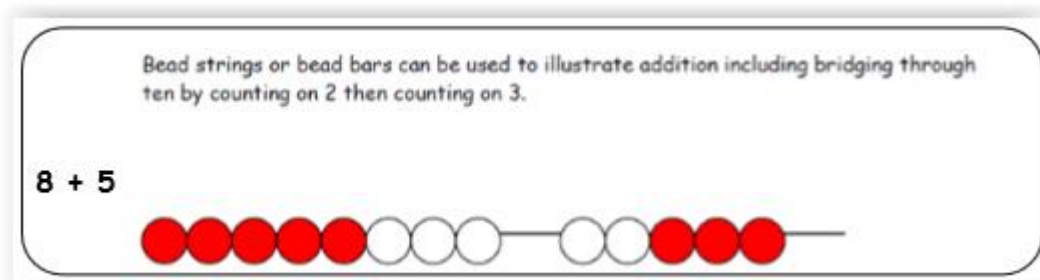 Bead strings or bead bars can be used to illustrate addition including bridging through
ten by counting on 2 then counting on 3.
8 + 5